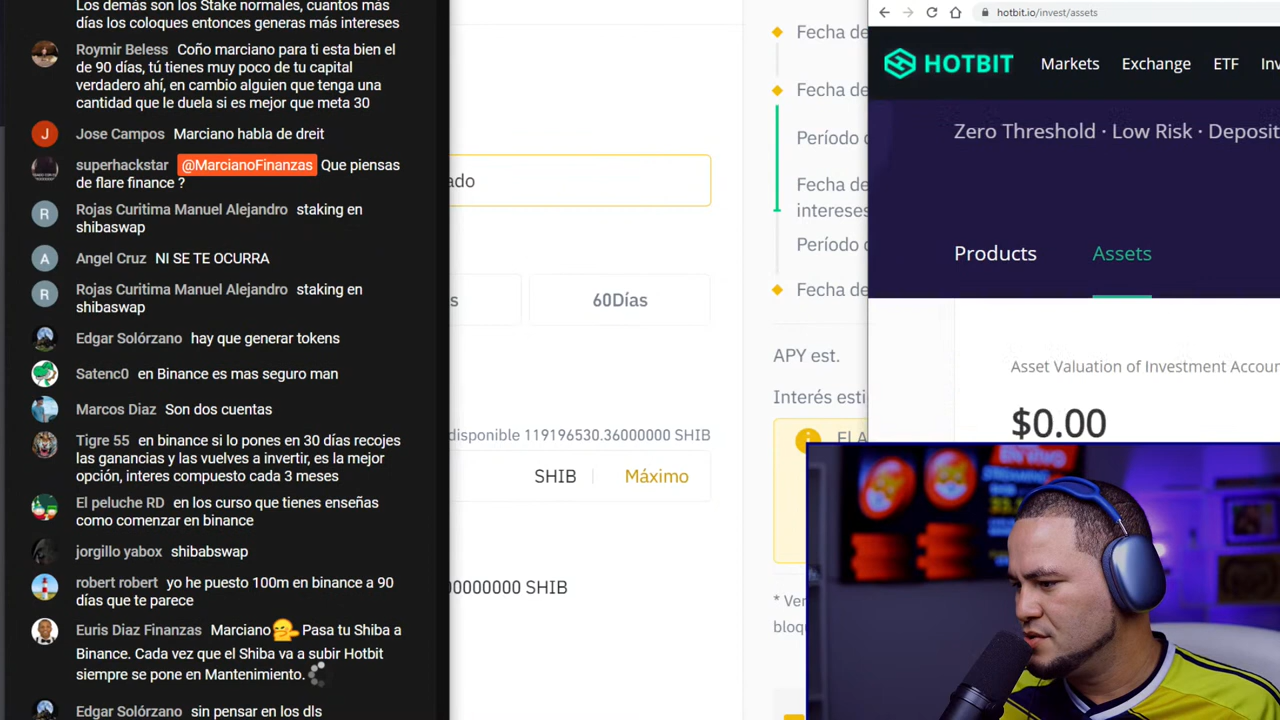 Los demás son los Stake normales, cuantos más
días los coloques entonces generas más intereses
Roymir Beless Coño marciano para ti esta bien el
de 90 días, tú tienes muy poco de tu capital
verdadero ahí, en cambio alguien que tenga una
cantidad que le duela si es mejor que meta 30
J Jose Campos Marciano habla de dreit
superhackstar @MarcianoFinanzas Que piensas
de flare finance ?
R Rojas Curitima Manuel Alejandro staking en
shibaswap
A Angel Cruz NI SE TE OCURRA
R Rojas Curitima Manuel Alejandro staking en
shibaswap
Edgar Solórzano hay que generar tokens
Satenc0 en Binance es mas seguro man
Marcos Diaz Son dos cuentas
Tigre 55 en binance si lo pones en 30 días recojes
las ganancias y las vuelves a invertir, es la mejor
opción, interes compuesto cada 3 meses
El peluche RD en los curso que tienes enseñas
como comenzar en binance
jorgillo yabox shibabswap
robert robert yo he puesto 100m en binance a 90
días que te parece
Euris Diaz Finanzas Marciano Pasa tu Shiba a
Binance. Cada vez que el Shiba va a subir Hotbit
siempre se pone en Mantenimiento.
Edgar Solórzano sin pensar en los dls
ado
s
60Días
disponible 119196530.36000000 SHIB
SHIB
Máximo
00000000 SHIB
Fecha de
Fecha de
Período d
Fecha de
intereses
Período d
Fecha de
APY est.
Interés esti
El A
* Ver
bloqu
hotbit.io/invest/assets
HOTBIT
Markets
Exchange
ETF
Inv
Zero Threshold · Low Risk · Deposit
Products
Assets
Asset Valuation of Investment Accoun
$0.00
EN VIVO